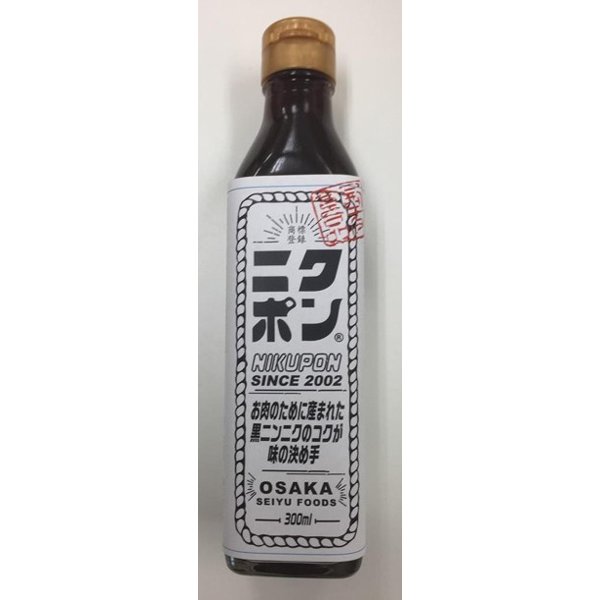 商標
登録
ニク
ポン®
NIKUPON
SINCE 2002
お肉のために産まれた
黒ニンニクのコクが
味の決め手
OSAKA
SEIYU FOODS
300ml